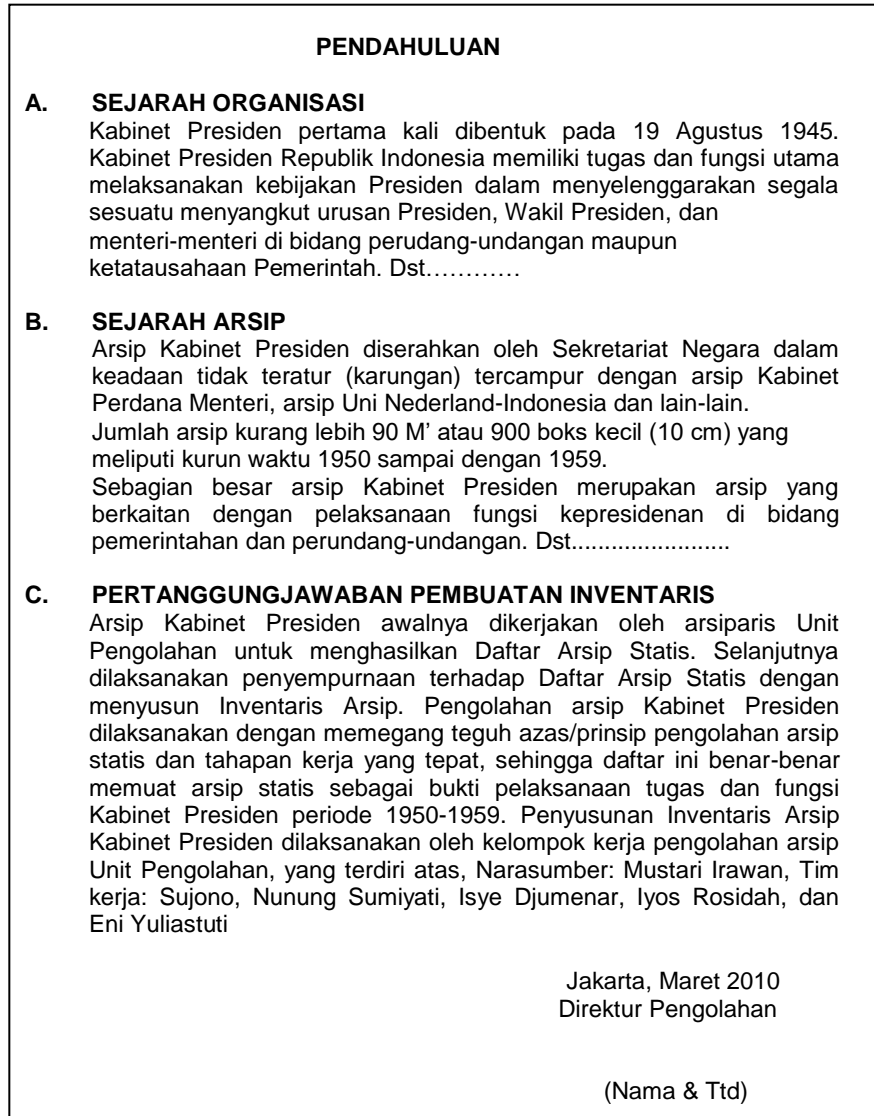 PENDAHULUAN
A. SEJARAH ORGANISASI
Kabinet Presiden pertama kali dibentuk pada 19 Agustus 1945.
Kabinet Presiden Republik Indonesia memiliki tugas dan fungsi utama
melaksanakan kebijakan Presiden dalam menyelenggarakan segala
sesuatu menyangkut urusan Presiden, Wakil Presiden, dan
menteri-menteri di bidang perudang-undangan maupun
ketatausahaan Pemerintah. Dst…………
B. SEJARAH ARSIP
Arsip Kabinet Presiden diserahkan oleh Sekretariat Negara dalam
keadaan tidak teratur (karungan) tercampur dengan arsip Kabinet
Perdana Menteri, arsip Uni Nederland-Indonesia dan lain-lain.
Jumlah arsip kurang lebih 90 M’ atau 900 boks kecil (10 cm) yang
meliputi kurun waktu 1950 sampai dengan 1959.
Sebagian besar arsip Kabinet Presiden merupakan arsip yang
berkaitan dengan pelaksanaan fungsi kepresidenan di bidang
pemerintahan dan perundang-undangan. Dst........................
C. PERTANGGUNGJAWABAN PEMBUATAN INVENTARIS
Arsip Kabinet Presiden awalnya dikerjakan oleh arsiparis Unit
Pengolahan untuk menghasilkan Daftar Arsip Statis. Selanjutnya
dilaksanakan penyempurnaan terhadap Daftar Arsip Statis dengan
menyusun Inventaris Arsip. Pengolahan arsip Kabinet Presiden
dilaksanakan dengan memegang teguh azas/prinsip pengolahan arsip
statis dan tahapan kerja yang tepat, sehingga daftar ini benar-benar
memuat arsip statis sebagai bukti pelaksanaan tugas dan fungsi
Kabinet Presiden periode 1950-1959. Penyusunan Inventaris Arsip
Kabinet Presiden dilaksanakan oleh kelompok kerja pengolahan arsip
Unit Pengolahan, yang terdiri atas, Narasumber: Mustari Irawan, Tim
kerja: Sujono, Nunung Sumiyati, Isye Djumenar, Iyos Rosidah, dan
Eni Yuliastuti
Jakarta, Maret 2010
Direktur Pengolahan
(Nama & Ttd)